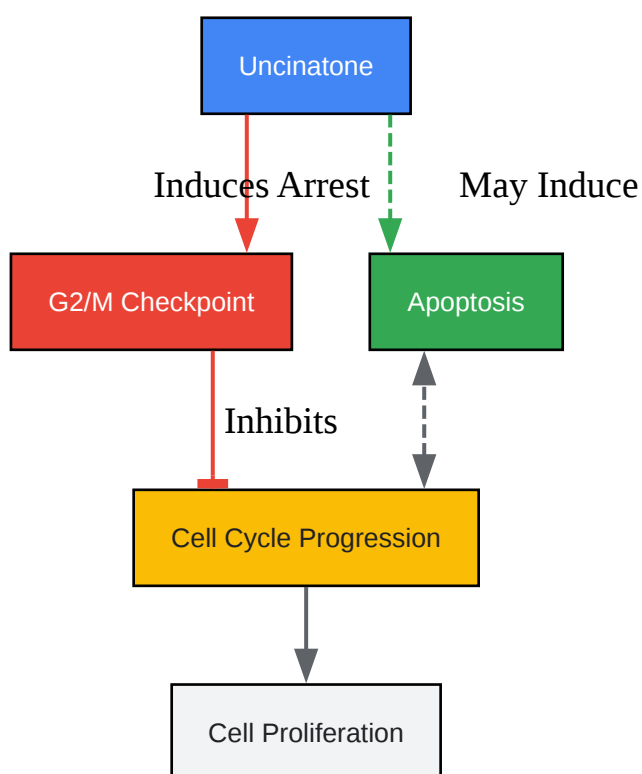 Uncinatone
Induces Arrest
May Induce
G2/M Checkpoint
Apoptosis
Inhibits
Cell Cycle Progression
Cell Proliferation